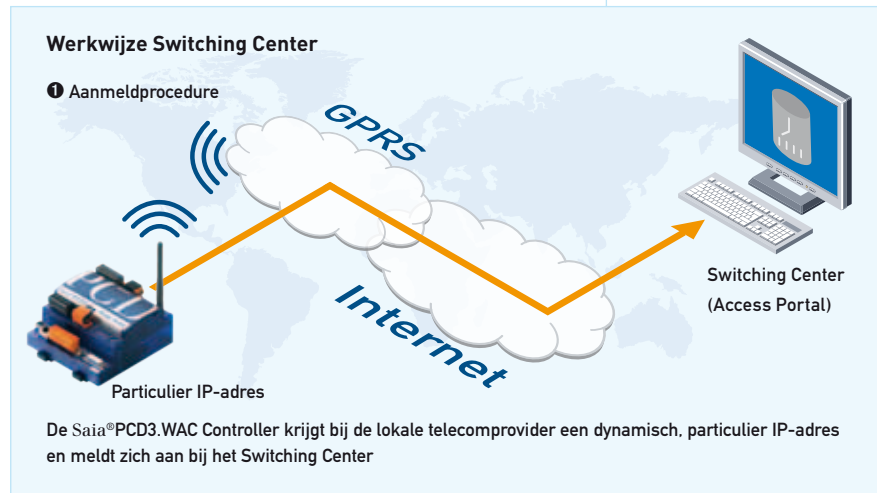 Werkwijze Switching Center
❶ Aanmeldprocedure
GPRS
Internet
Switching Center
(Access Portal)
PCD
Particulier IP-adres
De Saia®PCD3.WAC Controller krijgt bij de lokale telecomprovider een dynamisch, particulier IP-adres
en meldt zich aan bij het Switching Center